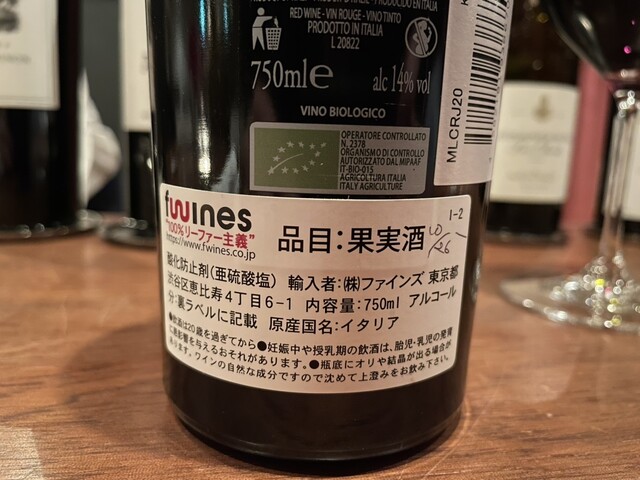 RED WINE - VIN ROUGE - VINO TINTO
PRODOTTO IN ITALIA
L 20822
750ml e
alc 14% vol
VINO BIOLOGICO
OPERATORE CONTROLLATO
N. 2378
ORGANISMO DI CONTROLLO
AUTORIZZATO DAL MIPAAF
IT-BIO-015
AGRICOLTURA ITALIA
ITALY AGRICULTURE
MLCRJ20
fwines
"100%リーファー主義"
https://www.fwines.co.jp
品目:果実酒
1-2
10/26
酸化防止剤(亜硫酸塩) 輸入者:(株)ファインズ 東京都
渋谷区恵比寿4丁目6-1 内容量:750ml アルコール
分:裏ラベルに記載 原産国名:イタリア
●飲酒は20歳を過ぎてから●妊娠中や授乳期の飲酒は、胎児・乳児の発育
に悪影響を与えるおそれがあります。●瓶底にオリや結晶が出る場合が
あります。ワインの自然な成分ですので沈めて上澄みをお飲み下さい。